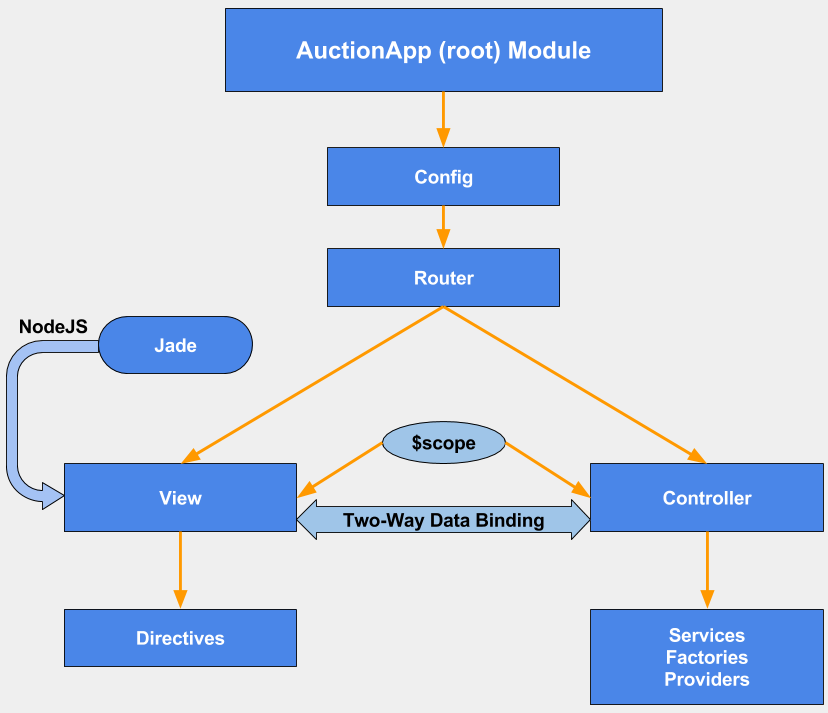 AuctionApp (root) Module
Config
Router
NodeJS
Jade
$scope
View
Controller
Two-Way Data Binding
Directives
Services
Factories
Providers